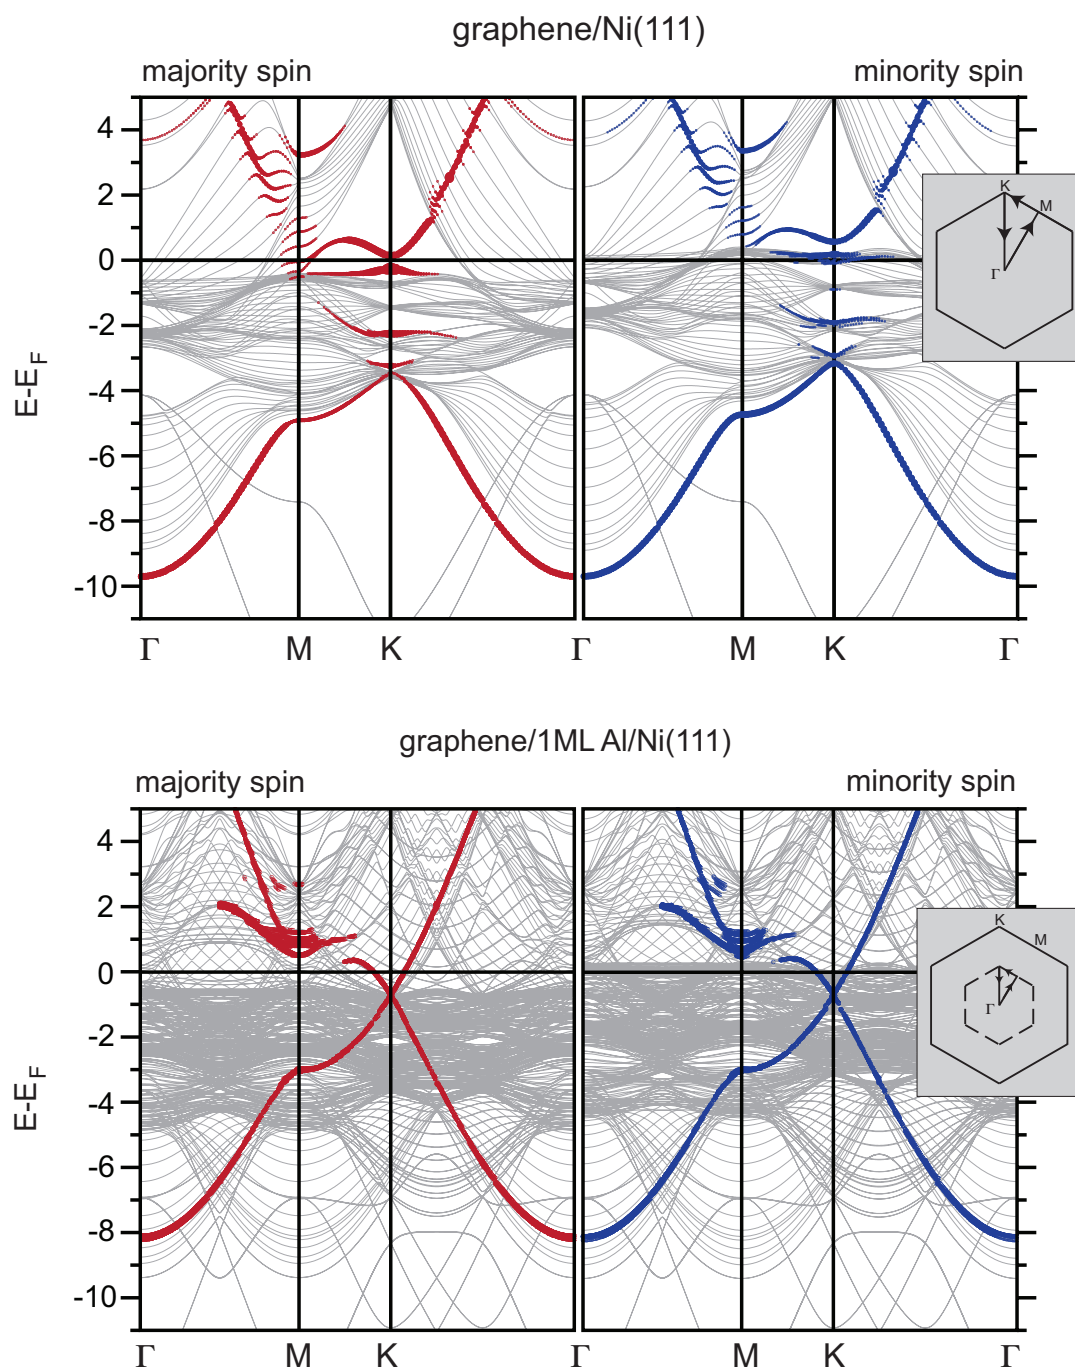 graphene/Ni(111)
majority spin
minority spin
4
2
0
-2
-4
-6
-8
-10
E-E_F
Γ M K Γ M K Γ
K
M
Γ
graphene/1ML Al/Ni(111)
majority spin
minority spin
4
2
0
-2
-4
-6
-8
-10
E-E_F
Γ M K Γ M K Γ
K
M
Γ